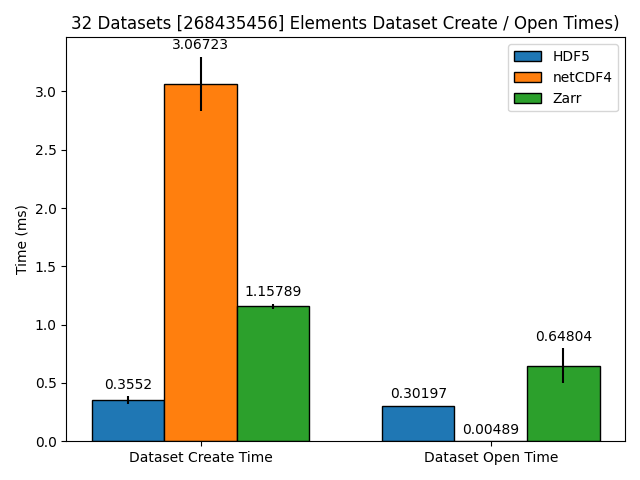 32 Datasets [268435456] Elements Dataset Create / Open Times)
HDF5
netCDF4
Zarr
Time (ms)
3.0
2.5
2.0
1.5
1.0
0.5
0.0
0.3552
3.06723
1.15789
0.30197
0.00489
0.64804
Dataset Create Time
Dataset Open Time